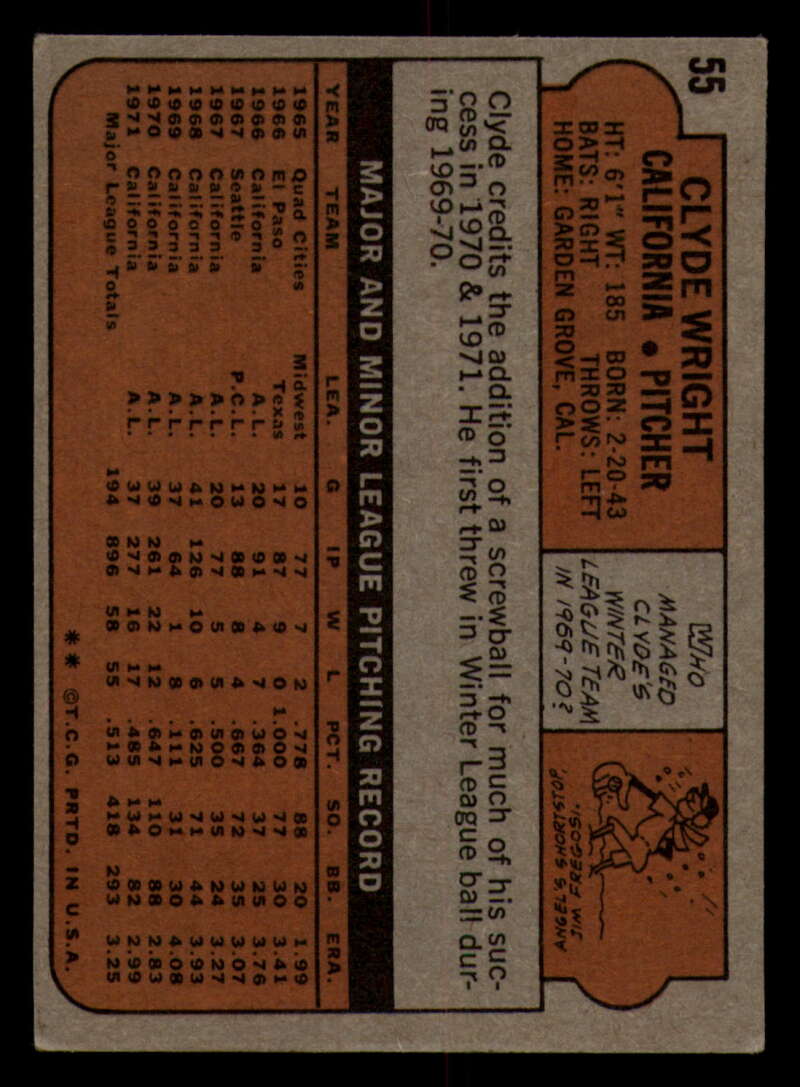 55
CLYDE WRIGHT
CALIFORNIA • PITCHER
HT: 6'1" WT: 185 BORN: 2-20-43
BATS: RIGHT THROWS: LEFT
HOME: GARDEN GROVE, CAL.
WHO
MANAGED
CLYDE'S
WINTER
LEAGUE TEAM
IN 1969-70?
JIM FREGOSI,
ANGEL'S SHORTSTOP.
Clyde credits the addition of a screwball for much of his suc-
cess in 1970 & 1971. He first threw in Winter League ball dur-
ing 1969-70.
MAJOR AND MINOR LEAGUE PITCHING RECORD
YEAR TEAM LEA. G IP W L PCT. SO. BB. ERA.
1965 Quad Cities Midwest 10 77 7 2 .778 88 20 1.99
1966 El Paso Texas 17 87 9 0 1.000 77 30 3.41
1966 California A.L. 20 91 4 7 .364 37 25 3.76
1967 Seattle P.C.L. 13 88 8 4 .667 72 35 3.07
1967 California A.L. 20 77 5 5 .500 35 24 3.27
1968 California A.L. 41 126 10 6 .625 71 44 3.93
1969 California A.L. 37 64 1 8 .111 31 30 4.08
1970 California A.L. 39 261 22 12 .647 110 88 2.83
1971 California A.L. 37 277 16 17 .485 134 82 2.99
Major League Totals 194 896 58 55 .513 418 293 3.25
** ©T.C.G. PRTD. IN U.S.A.